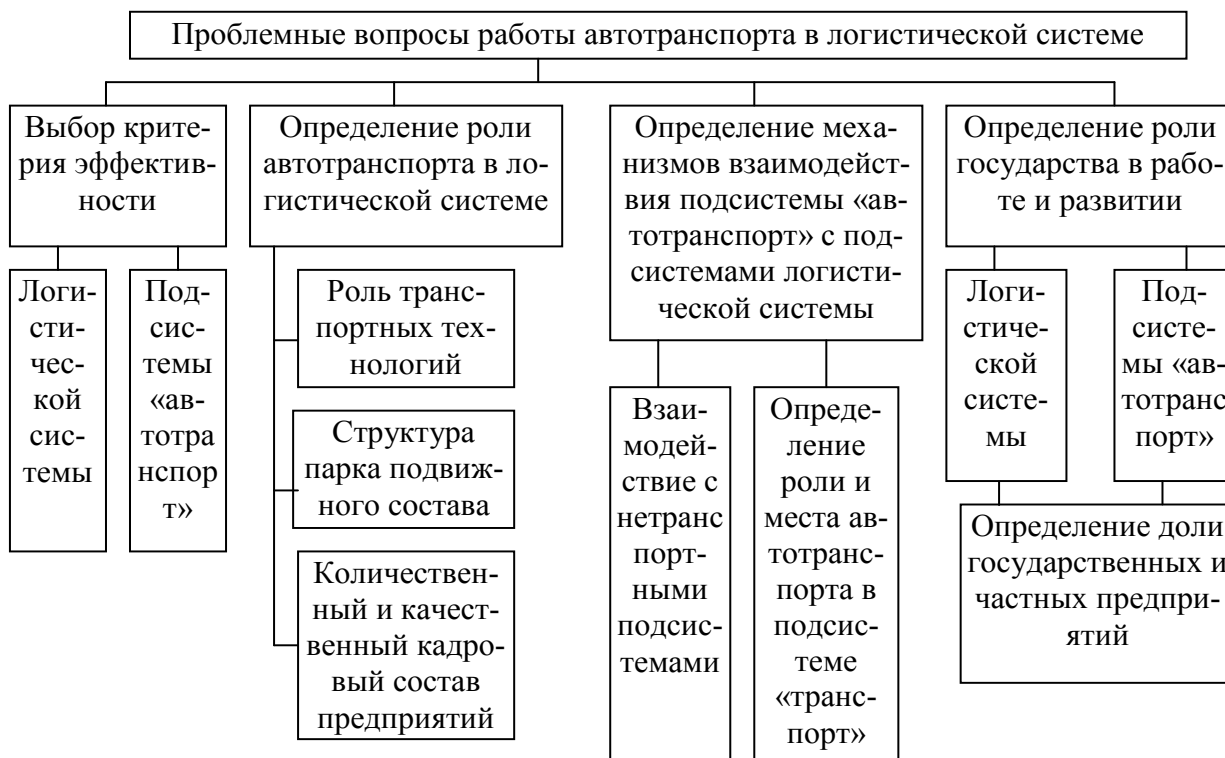 Проблемные вопросы работы автотранспорта в логистической системе
Выбор крите-
рия эффектив-
ности
Определение роли
автотранспорта в ло-
гистической системе
Определение меха-
низмов взаимодейст-
вия подсистемы «ав-
тотранспорт» с под-
системами логисти-
ческой системы
Определение роли
государства в рабо-
те и развитии
Логи-
сти-
чес-
кой
сис-
темы
Под-
сис-
темы
«ав-
тотра
нспор
т»
Роль транс-
портных тех-
нологий
Структура
парка подвиж-
ного состава
Количествен-
ный и качест-
венный кадро-
вый состав
предприятий
Взаи-
модей-
ствие с
нетранс
порт-
ными
подсис-
темами
Опреде-
ление
роли и
места ав-
тотранс-
порта в
подсис-
теме
«транс-
порт»
Логи-
стиче-
ской
систе-
мы
Под-
систе-
мы «ав-
тотранс
порт»
Определение доли
государственных и
частных предпри-
ятий